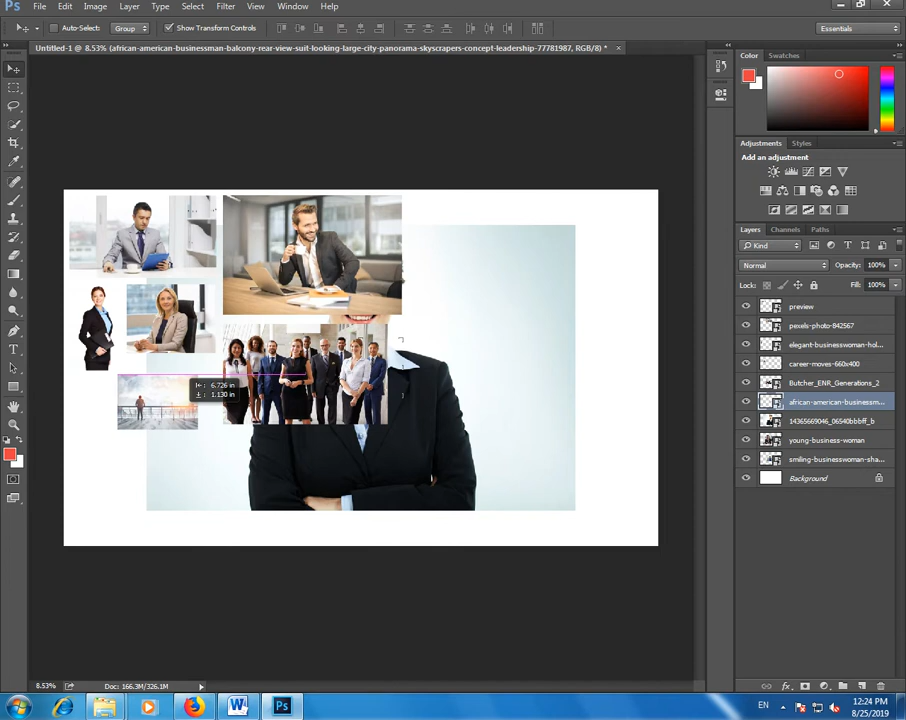 Ps File Edit Image Layer Type Select Filter View Window Help
Auto-Select: Group Show Transform Controls Essentials
Untitled-1 @ 8.53% (african-american-businessman-balcony-rear-view-suit-looking-large-city-panorama-skyscrapers-concept-leadership-77781987, RGB/8) * ×
Color Swatches
Adjustments Styles
Add an adjustment
Layers Channels Paths
Kind
Normal Opacity: 100%
Lock: Fill: 100%
preview
pexels-photo-842567
elegant-businesswoman-hol...
career-moves-660x400
Butcher_ENR_Generations_2
african-american-businessm...
14365669046_06540bbbff_b
young-business-woman
smiling-businesswoman-sha...
Background
6.726 in
1.130 in
8.53% Doc: 166.3M/326.1M
fx
Ps
EN 12:24 PM
8/25/2019